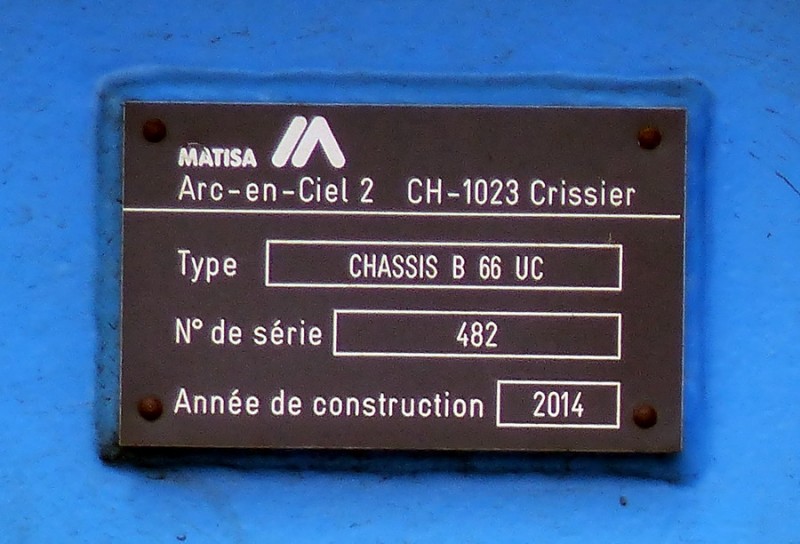 MATISA
Arc-en-Ciel 2 CH-1023 Crissier
Type CHASSIS B 66 UC
N° de série 482
Année de construction 2014